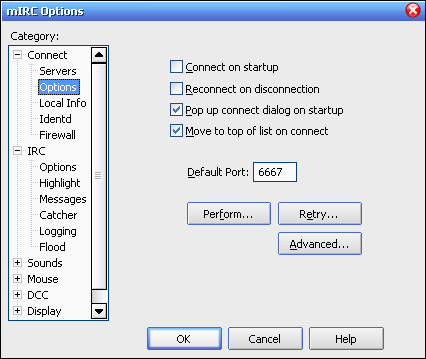 mIRC Options
Category:
Connect
Servers
Options
Local Info
Identd
Firewall
IRC
Options
Highlight
Messages
Catcher
Logging
Flood
Sounds
Mouse
DCC
Display
Connect on startup
Reconnect on disconnection
Pop up connect dialog on startup
Move to top of list on connect
Default Port: 6667
Perform... Retry...
Advanced...
OK Cancel Help